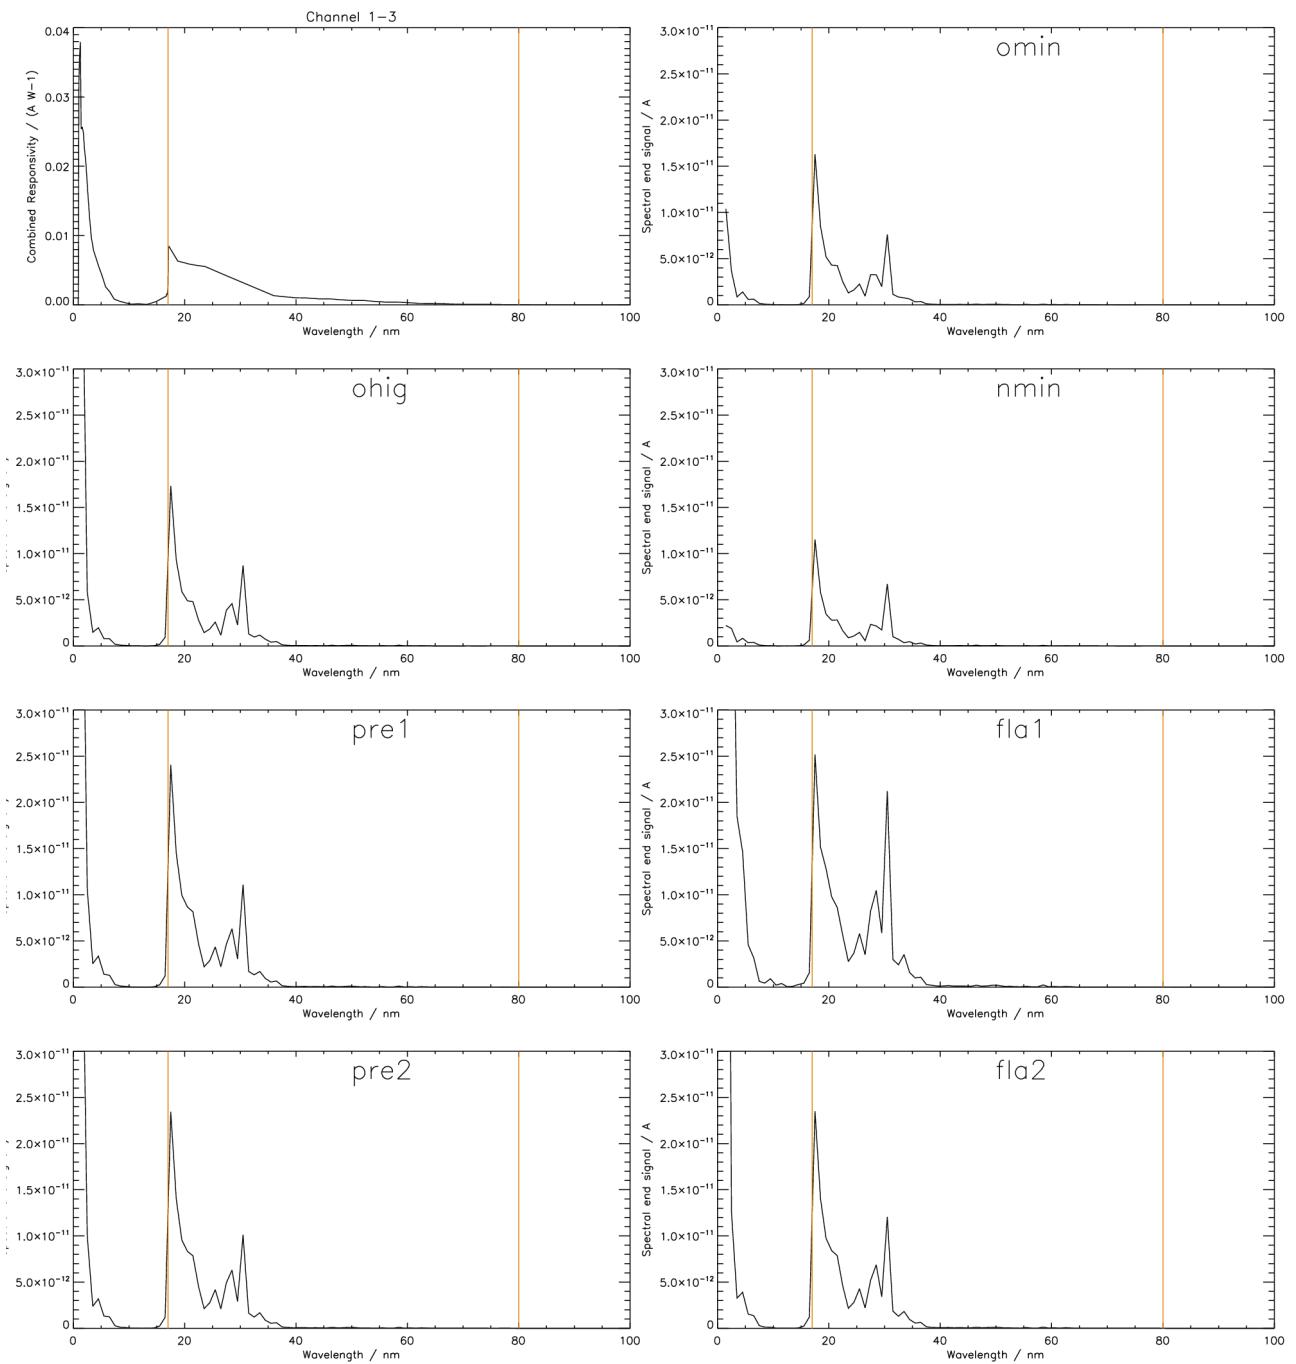 Channel 1-3
0.04
0.03
0.02
0.01
0.00
Combined Responsivity / (A W-1)
0 20 40 60 80 100
Wavelength / nm
omin
3.0×10⁻¹¹
2.5×10⁻¹¹
2.0×10⁻¹¹
1.5×10⁻¹¹
1.0×10⁻¹¹
5.0×10⁻¹²
0
Spectral end signal / A
0 20 40 60 80 100
Wavelength / nm
ohig
3.0×10⁻¹¹
2.5×10⁻¹¹
2.0×10⁻¹¹
1.5×10⁻¹¹
1.0×10⁻¹¹
5.0×10⁻¹²
0
0 20 40 60 80 100
Wavelength / nm
nmin
3.0×10⁻¹¹
2.5×10⁻¹¹
2.0×10⁻¹¹
1.5×10⁻¹¹
1.0×10⁻¹¹
5.0×10⁻¹²
0
Spectral end signal / A
0 20 40 60 80 100
Wavelength / nm
pre1
3.0×10⁻¹¹
2.5×10⁻¹¹
2.0×10⁻¹¹
1.5×10⁻¹¹
1.0×10⁻¹¹
5.0×10⁻¹²
0
0 20 40 60 80 100
Wavelength / nm
fla1
3.0×10⁻¹¹
2.5×10⁻¹¹
2.0×10⁻¹¹
1.5×10⁻¹¹
1.0×10⁻¹¹
5.0×10⁻¹²
0
Spectral end signal / A
0 20 40 60 80 100
Wavelength / nm
pre2
3.0×10⁻¹¹
2.5×10⁻¹¹
2.0×10⁻¹¹
1.5×10⁻¹¹
1.0×10⁻¹¹
5.0×10⁻¹²
0
0 20 40 60 80 100
Wavelength / nm
fla2
3.0×10⁻¹¹
2.5×10⁻¹¹
2.0×10⁻¹¹
1.5×10⁻¹¹
1.0×10⁻¹¹
5.0×10⁻¹²
0
Spectral end signal / A
0 20 40 60 80 100
Wavelength / nm